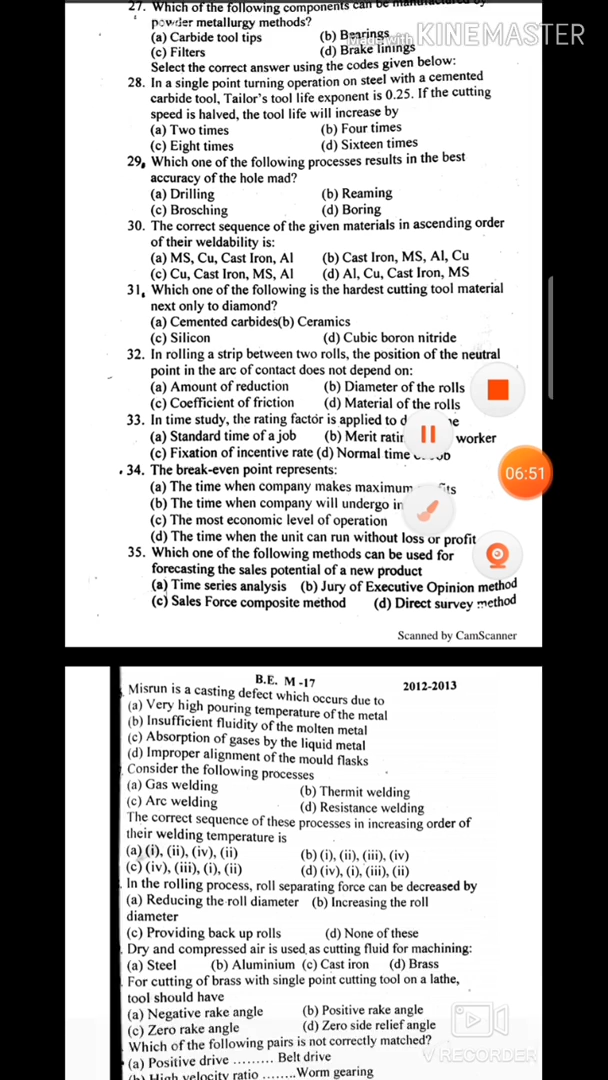 27. Which of the following components can be manufactured by
powder metallurgy methods?
(a) Carbide tool tips (b) Bearings
Made with KINEMASTER
(c) Filters (d) Brake linings
Select the correct answer using the codes given below:
28. In a single point turning operation on steel with a cemented
carbide tool, Tailor's tool life exponent is 0.25. If the cutting
speed is halved, the tool life will increase by
(a) Two times (b) Four times
(c) Eight times (d) Sixteen times
29. Which one of the following processes results in the best
accuracy of the hole mad?
(a) Drilling (b) Reaming
(c) Brosching (d) Boring
30. The correct sequence of the given materials in ascending order
of their weldability is:
(a) MS, Cu, Cast Iron, Al (b) Cast Iron, MS, Al, Cu
(c) Cu, Cast Iron, MS, Al (d) Al, Cu, Cast Iron, MS
31. Which one of the following is the hardest cutting tool material
next only to diamond?
(a) Cemented carbides(b) Ceramics
(c) Silicon (d) Cubic boron nitride
32. In rolling a strip between two rolls, the position of the neutral
point in the arc of contact does not depend on:
(a) Amount of reduction (b) Diameter of the rolls
(c) Coefficient of friction (d) Material of the rolls
33. In time study, the rating factor is applied to
(a) Standard time of a job (b) Merit worker
(c) Fixation of incentive rate (d) Normal time
34. The break-even point represents:
06:51
(a) The time when company makes maximum
(b) The time when company will undergo in
(c) The most economic level of operation
(d) The time when the unit can run without loss or profit
35. Which one of the following methods can be used for
forecasting the sales potential of a new product
(a) Time series analysis (b) Jury of Executive Opinion method
(c) Sales Force composite method (d) Direct survey method
Scanned by CamScanner
B.E. M -17 2012-2013
Misrun is a casting defect which occurs due to
(a) Very high pouring temperature of the metal
(b) Insufficient fluidity of the molten metal
(c) Absorption of gases by the liquid metal
(d) Improper alignment of the mould flasks
Consider the following processes
(a) Gas welding (b) Thermit welding
(c) Arc welding (d) Resistance welding
The correct sequence of these processes in increasing order of
their welding temperature is
(a) (i), (ii), (iv), (ii) (b) (i), (ii), (iii), (iv)
(c) (iv), (iii), (i), (ii) (d) (iv), (i), (iii), (ii)
In the rolling process, roll separating force can be decreased by
(a) Reducing the roll diameter (b) Increasing the roll
diameter
(c) Providing back up rolls (d) None of these
Dry and compressed air is used as cutting fluid for machining:
(a) Steel (b) Aluminium (c) Cast iron (d) Brass
For cutting of brass with single point cutting tool on a lathe,
tool should have
(a) Negative rake angle (b) Positive rake angle
(c) Zero rake angle (d) Zero side relief angle
Which of the following pairs is not correctly matched?
(a) Positive drive ......... Belt drive
V RECORDER
(b) High velocity ratio .......Worm gearing